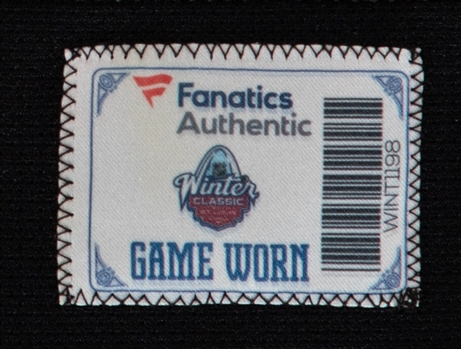 Fanatics
Authentic
Winter
CLASSIC
GAME WORN
WINT1198